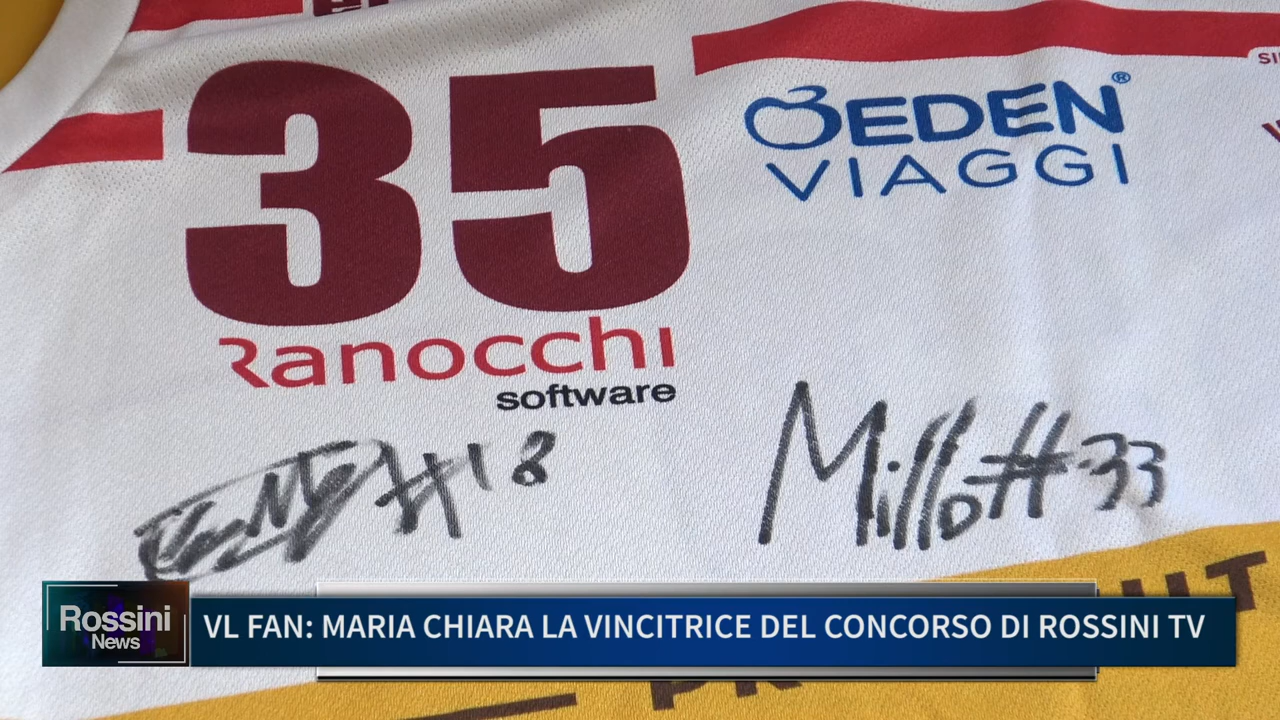 35
EDEN®
VIAGGI
Ranocchi
software
#18
Millo #33
Rossini
News
VL FAN: MARIA CHIARA LA VINCITRICE DEL CONCORSO DI ROSSINI TV